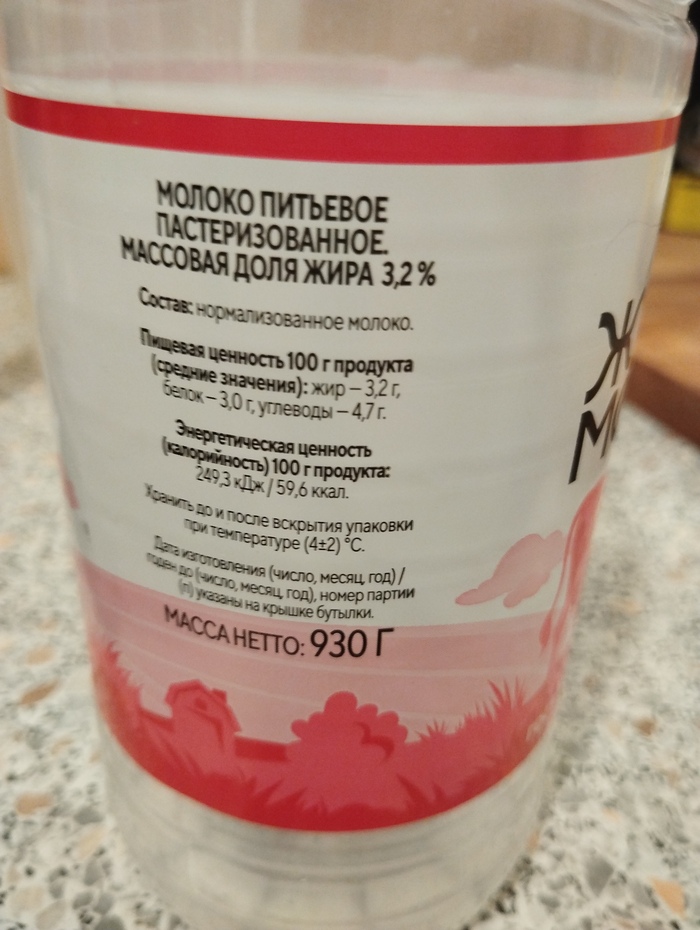 МОЛОКО ПИТЬЕВОЕ
ПАСТЕРИЗОВАННОЕ.
МАССОВАЯ ДОЛЯ ЖИРА 3,2%
Состав: нормализованное молоко.
Пищевая ценность 100 г продукта
(средние значения): жир – 3,2 г,
белок – 3,0 г, углеводы – 4,7 г.
Энергетическая ценность
(калорийность) 100 г продукта:
249,3 кДж / 59,6 ккал.
Хранить до и после вскрытия упаковки
при температуре (4±2) °C.
Дата изготовления (число, месяц, год) /
годен до (число, месяц, год), номер партии
(п) указаны на крышке бутылки.
МАССА НЕТТО: 930 Г